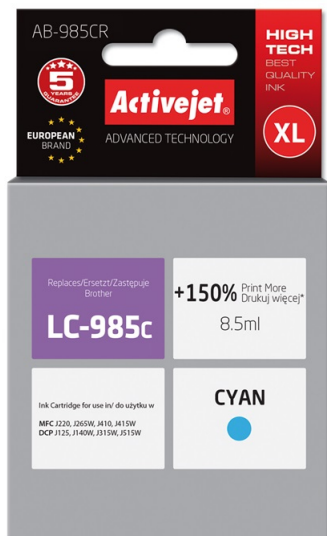 AB-985CR
HIGH
TECH
BEST
QUALITY
INK
5
YEARS
GUARANTEE
Activejet®
EUROPEAN
BRAND
ADVANCED TECHNOLOGY
XL
Replaces/Ersetzt/Zastępuje
Brother
LC-985c
+150% Print More
Drukuj więcej*
8.5ml
Ink Cartridge for use in/ do użytku w
MFC J220, J265W, J410, J415W
DCP J125, J140W, J315W, J515W
CYAN